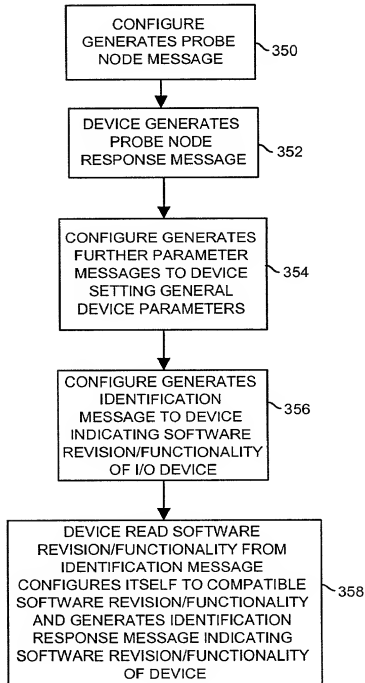 CONFIGURE
GENERATES PROBE
NODE MESSAGE
350
DEVICE GENERATES
PROBE NODE
RESPONSE MESSAGE
352
CONFIGURE GENERATES
FURTHER PARAMETER
MESSAGES TO DEVICE
SETTING GENERAL
DEVICE PARAMETERS
354
CONFIGURE GENERATES
IDENTIFICATION
MESSAGE TO DEVICE
INDICATING SOFTWARE
REVISION/FUNCTIONALITY
OF I/O DEVICE
356
DEVICE READ SOFTWARE
REVISION/FUNCTIONALITY FROM
IDENTIFICATION MESSAGE
CONFIGURES ITSELF TO COMPATIBLE
SOFTWARE REVISION/FUNCTIONALITY
AND GENERATES IDENTIFICATION
RESPONSE MESSAGE INDICATING
SOFTWARE REVISION/FUNCTIONALITY
OF DEVICE
358